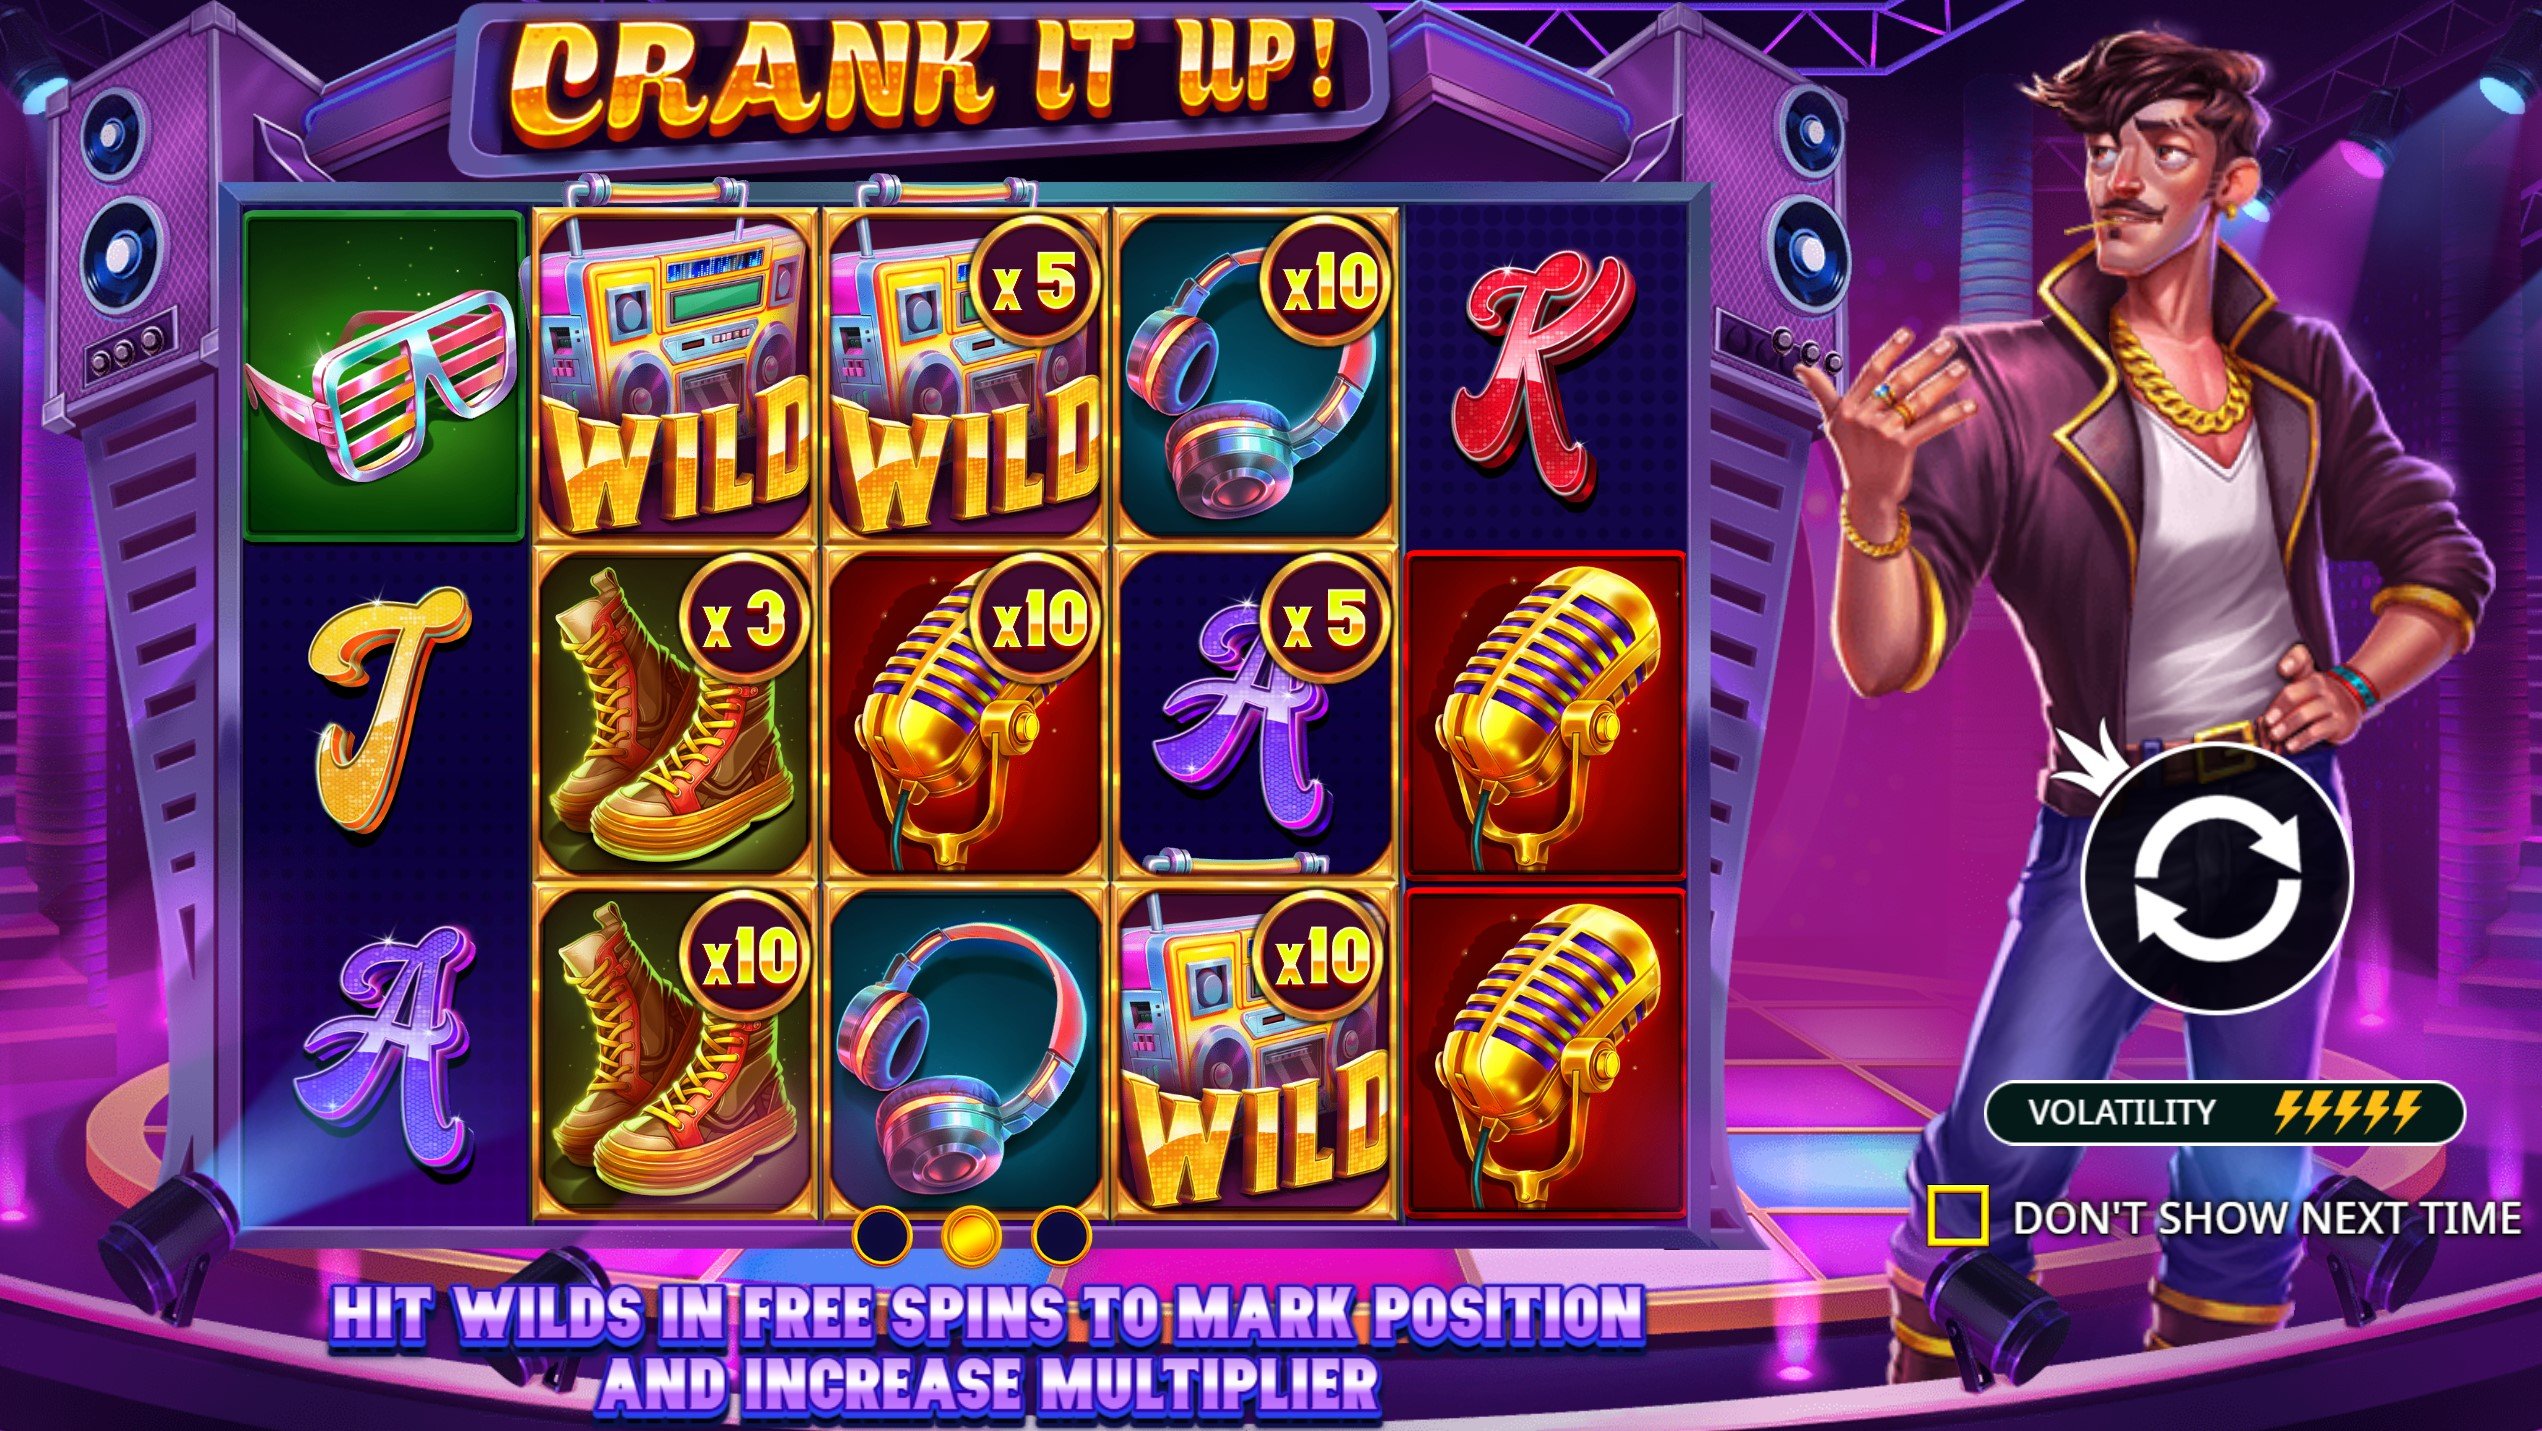 CRANK IT UP!
WILD WILD x5 x10 K
J x3 x10 A x5
A x10 WILD x10
VOLATILITY
DON'T SHOW NEXT TIME
HIT WILDS IN FREE SPINS TO MARK POSITION
AND INCREASE MULTIPLIER